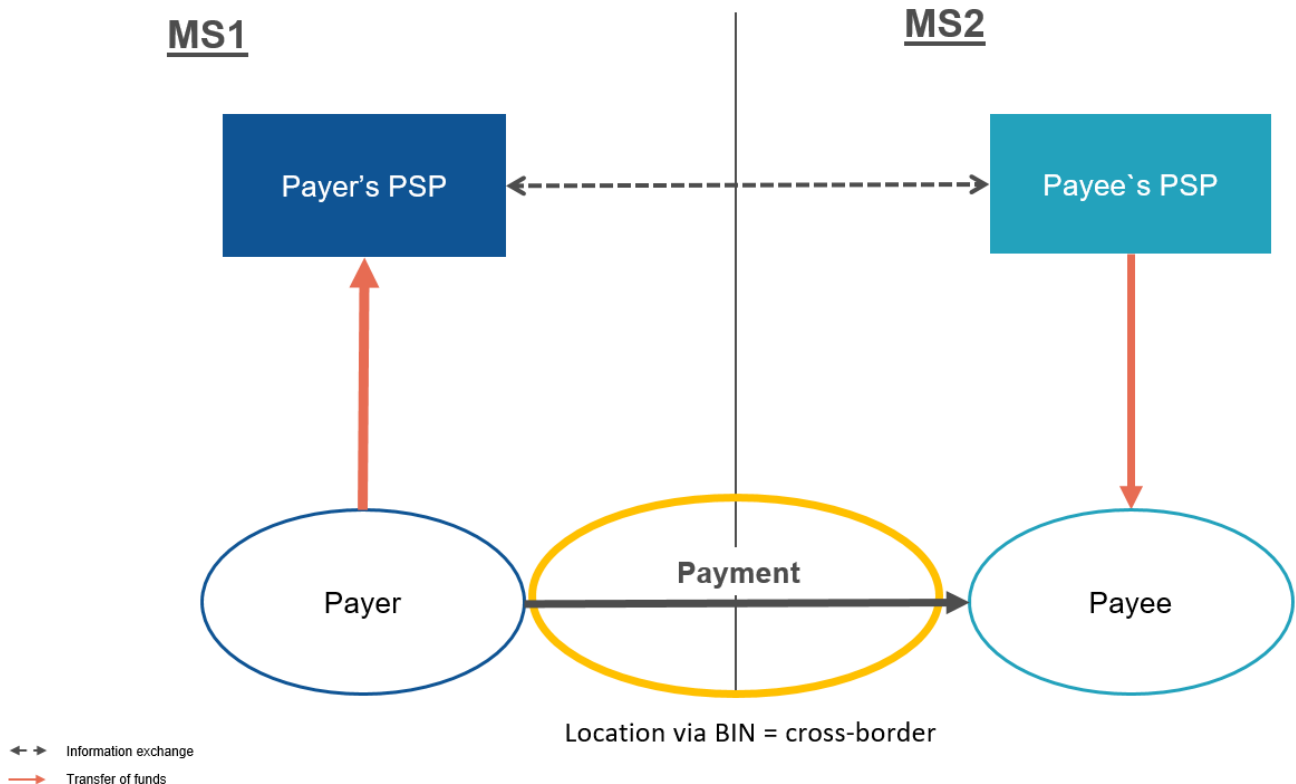 MS1
MS2
Payer’s PSP
Payee`s PSP
Payment
Payer
Payee
Location via BIN = cross-border
Information exchange
Transfer of funds